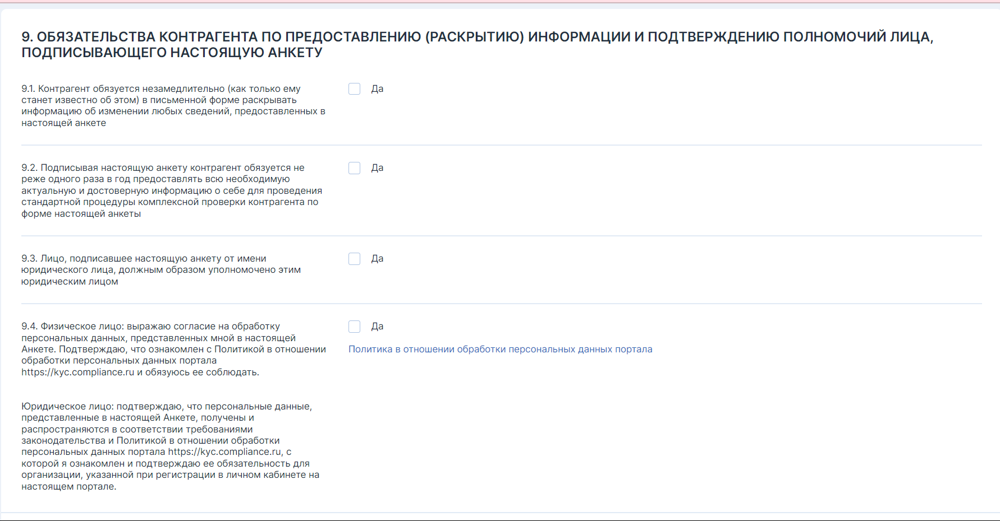 9. ОБЯЗАТЕЛЬСТВА КОНТРАГЕНТА ПО ПРЕДОСТАВЛЕНИЮ (РАСКРЫТИЮ) ИНФОРМАЦИИ И ПОДТВЕРЖДЕНИЮ ПОЛНОМОЧИЙ ЛИЦА,
ПОДПИСЫВАЮЩЕГО НАСТОЯЩУЮ АНКЕТУ
9.1. Контрагент обязуется незамедлительно (как только ему
станет известно об этом) в письменной форме раскрывать
информацию об изменении любых сведений, предоставленных в
настоящей анкете
Да
9.2. Подписывая настоящую анкету контрагент обязуется не
реже одного раза в год предоставлять всю необходимую
актуальную и достоверную информацию о себе для проведения
стандартной процедуры комплексной проверки контрагента по
форме настоящей анкеты
Да
9.3. Лицо, подписавшее настоящую анкету от имени
юридического лица, должным образом уполномочено этим
юридическим лицом
Да
9.4. Физическое лицо: выражаю согласие на обработку
персональных данных, представленных мной в настоящей
Анкете. Подтверждаю, что ознакомлен с Политикой в отношении
обработки персональных данных портала
https://kyc.compliance.ru и обязуюсь ее соблюдать.
Да
Политика в отношении обработки персональных данных портала
Юридическое лицо: подтверждаю, что персональные данные,
представленные в настоящей Анкете, получены и
распространяются в соответствии требованиями
законодательства и Политикой в отношении обработки
персональных данных портала https://kyc.compliance.ru, с
которой я ознакомлен и подтверждаю ее обязательность для
организации, указанной при регистрации в личном кабинете на
настоящем портале.